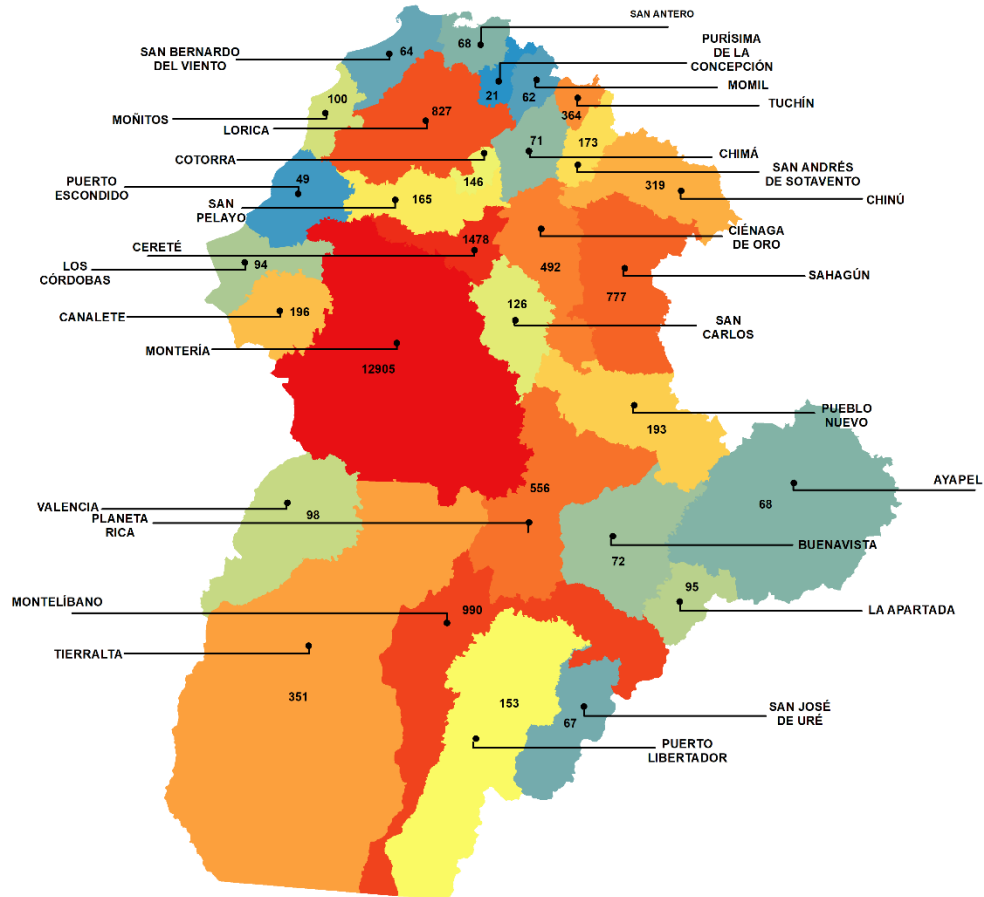 SAN ANTERO
SAN BERNARDO
DEL VIENTO
64
68
PURÍSIMA
DE LA
CONCEPCIÓN
MOMIL
TUCHÍN
21
62
364
100
827
MOÑITOS
LORICA
71
173
CHIMÁ
COTORRA
146
SAN ANDRÉS
DE SOTAVENTO
PUERTO
ESCONDIDO
49
SAN
PELAYO
165
319
CHINÚ
CERETÉ
1478
CIÉNAGA
DE ORO
492
LOS
CÓRDOBAS
94
SAHAGÚN
777
CANALETE
196
126
SAN
CARLOS
MONTERÍA
12905
PUEBLO
NUEVO
193
AYAPEL
68
VALENCIA
98
556
PLANETA
RICA
BUENAVISTA
72
95
LA APARTADA
MONTELÍBANO
990
TIERRALTA
351
153
67
SAN JOSÉ
DE URÉ
PUERTO
LIBERTADOR